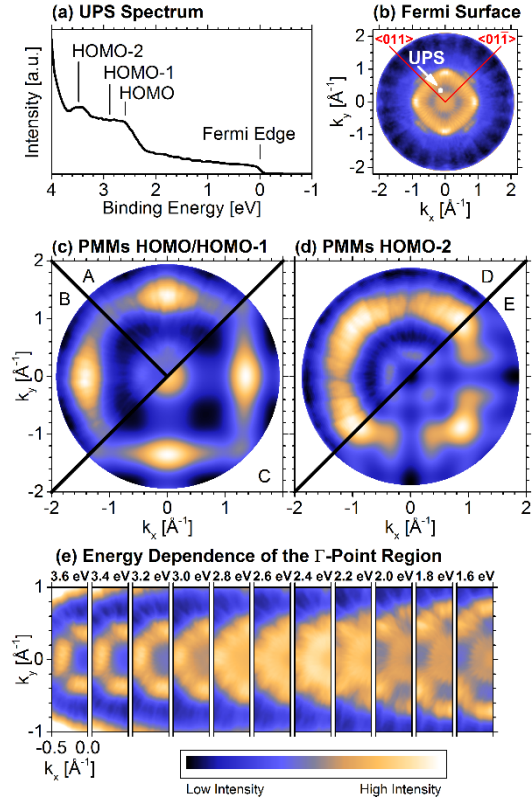 (a) UPS Spectrum
Intensity [a.u.]
HOMO-2
HOMO-1
HOMO
Fermi Edge
4 3 2 1 0 -1
Binding Energy [eV]
(b) Fermi Surface
<011> <011̅>
UPS
k_y [Å⁻¹]
2
1
0
-1
-2
-2 -1 0 1 2
k_x [Å⁻¹]
(c) PMMs HOMO/HOMO-1
A
B
C
k_y [Å⁻¹]
2
1
0
-1
-2
-2 -1 0 1 2
k_x [Å⁻¹]
(d) PMMs HOMO-2
D
E
-2 -1 0 1 2
k_x [Å⁻¹]
(e) Energy Dependence of the Γ-Point Region
3.6 eV 3.4 eV 3.2 eV 3.0 eV 2.8 eV 2.6 eV 2.4 eV 2.2 eV 2.0 eV 1.8 eV 1.6 eV
k_y [Å⁻¹]
1
0
-1
-0.5 0.0
k_x [Å⁻¹]
Low Intensity High Intensity